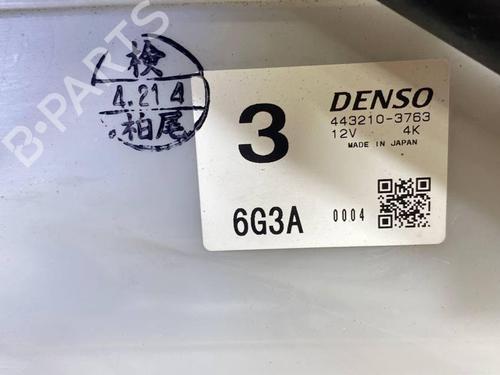 検
4.21 4
柏尾
B-PARTS
3
DENSO
443210-3763
12V 4K
MADE IN JAPAN
6G3A 0004